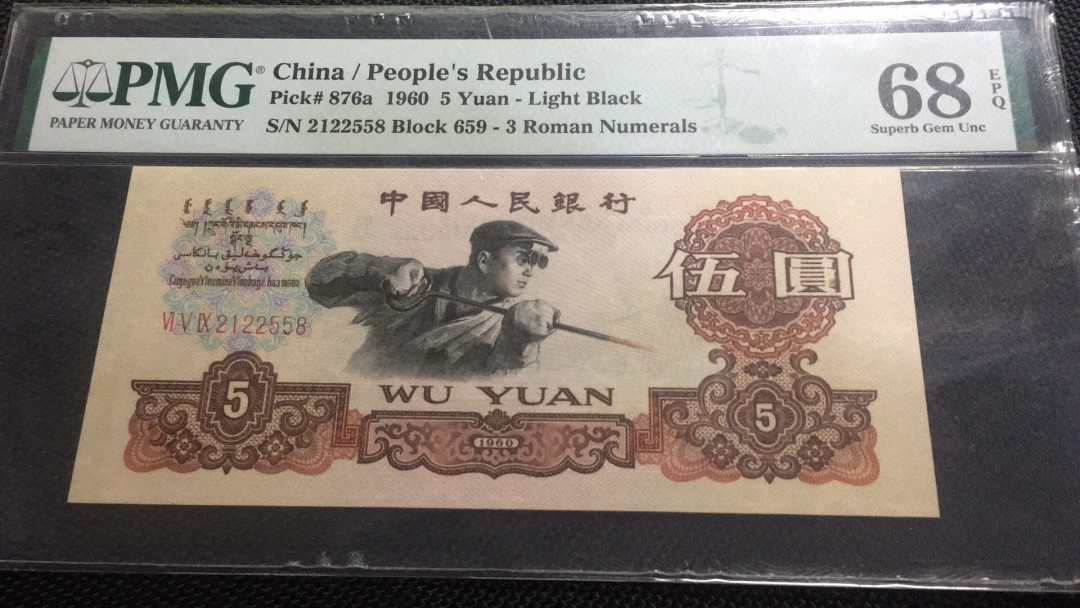 PMG®
PAPER MONEY GUARANTY
China / People's Republic
Pick# 876a 1960 5 Yuan - Light Black
S/N 2122558 Block 659 - 3 Roman Numerals
68
EPQ
Superb Gem Unc
中國人民銀行
伍圓
VI V IX 2122558
WU YUAN
5
5
1960